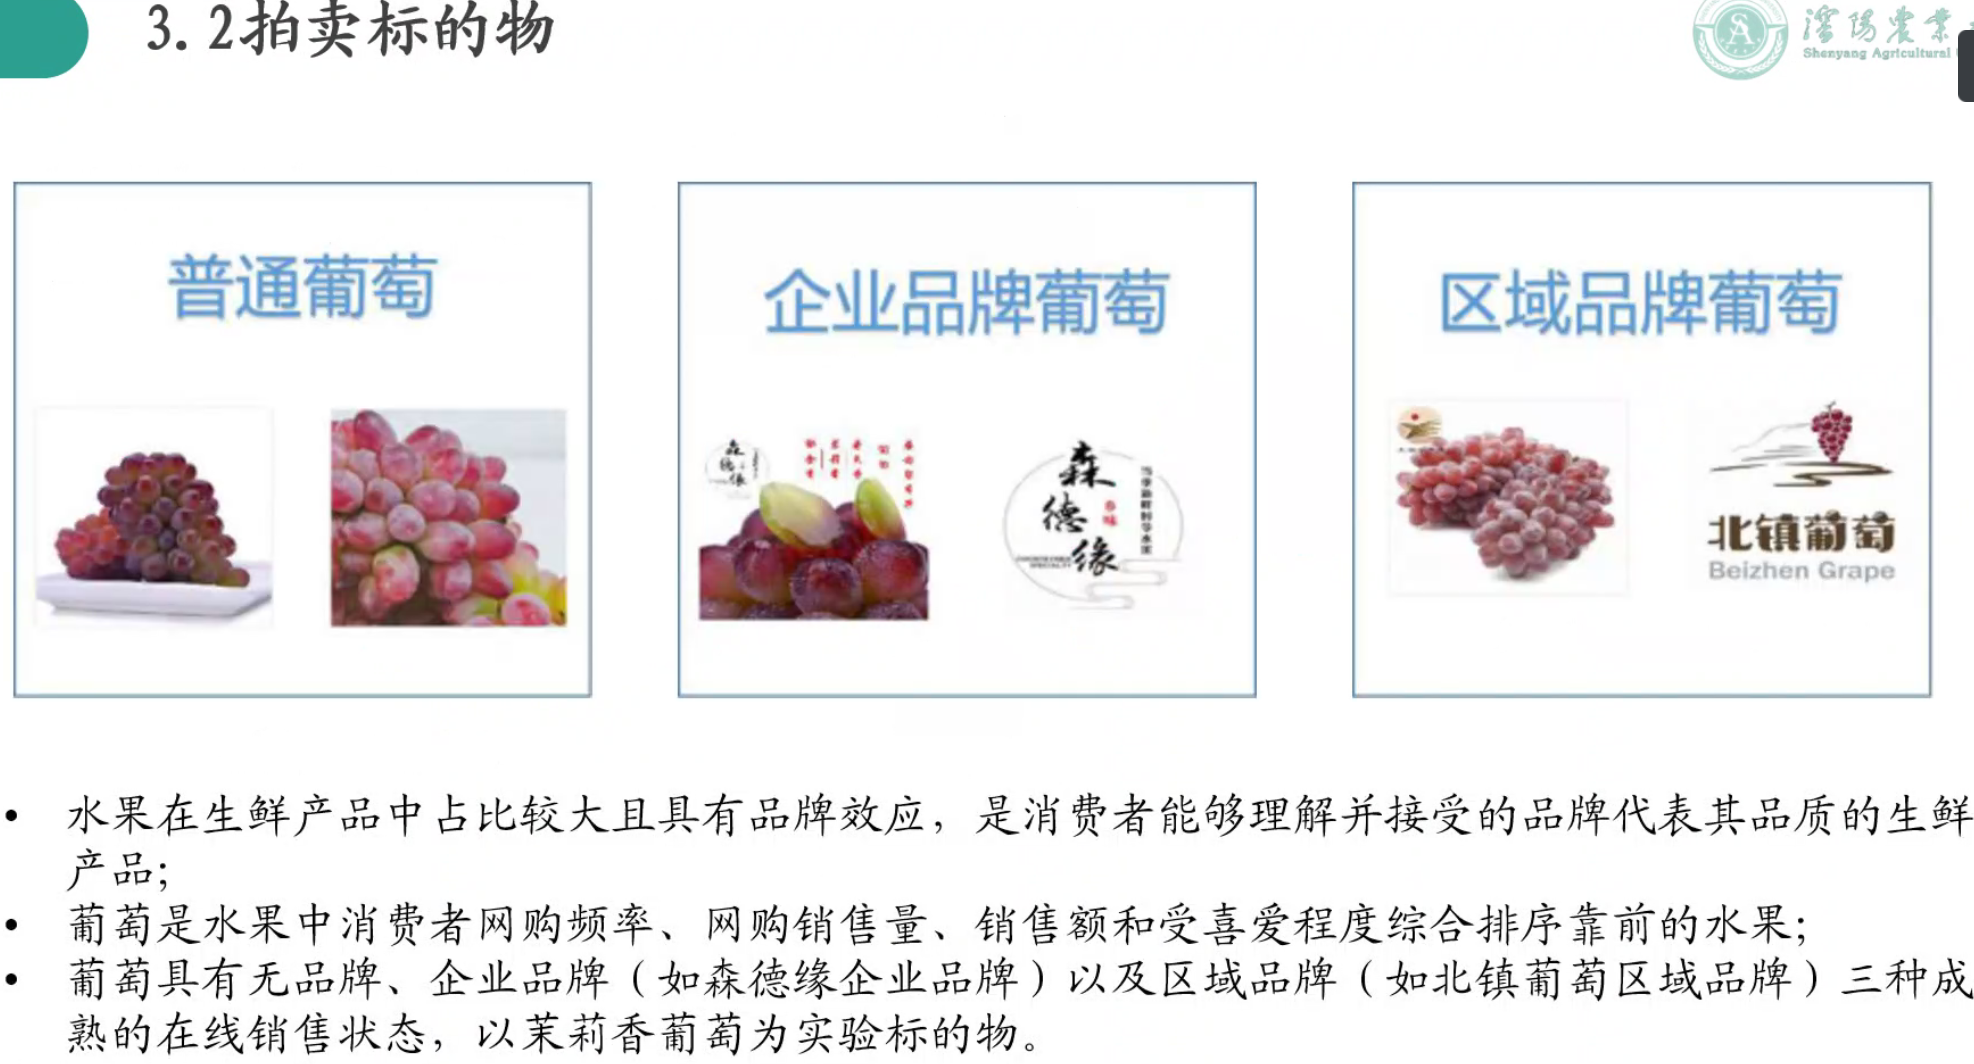 3.2拍卖标的物
瀋陽農業
Shenyang Agricultural
普通葡萄
企业品牌葡萄
区域品牌葡萄
森
德
缘
森
德
缘
北镇葡萄
Beizhen Grape
• 水果在生鲜产品中占比较大且具有品牌效应，是消费者能够理解并接受的品牌代表其品质的生鲜
产品；
• 葡萄是水果中消费者网购频率、网购销售量、销售额和受喜爱程度综合排序靠前的水果；
• 葡萄具有无品牌、企业品牌（如森德缘企业品牌）以及区域品牌（如北镇葡萄区域品牌）三种成
熟的在线销售状态，以茉莉香葡萄为实验标的物。